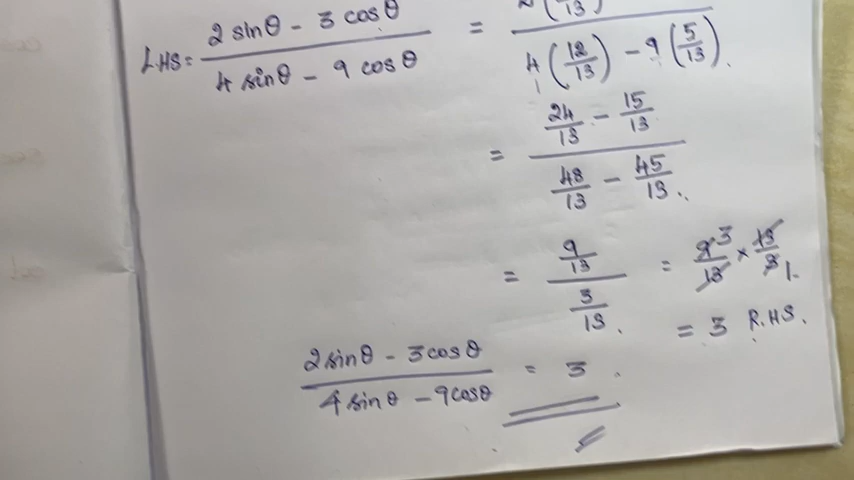 L.HS = (2 sinθ - 3 cosθ)/(4 sinθ - 9 cosθ) = /(4(12/13) - 9(5/13)).
= (24/13 - 15/13)/(48/13 - 45/13).
= (9/13)/(3/13). = 9/13 3 × 13/3 1.
= 3 R.HS.
(2 sinθ - 3 cosθ)/(4 sinθ - 9 cosθ) = 3.